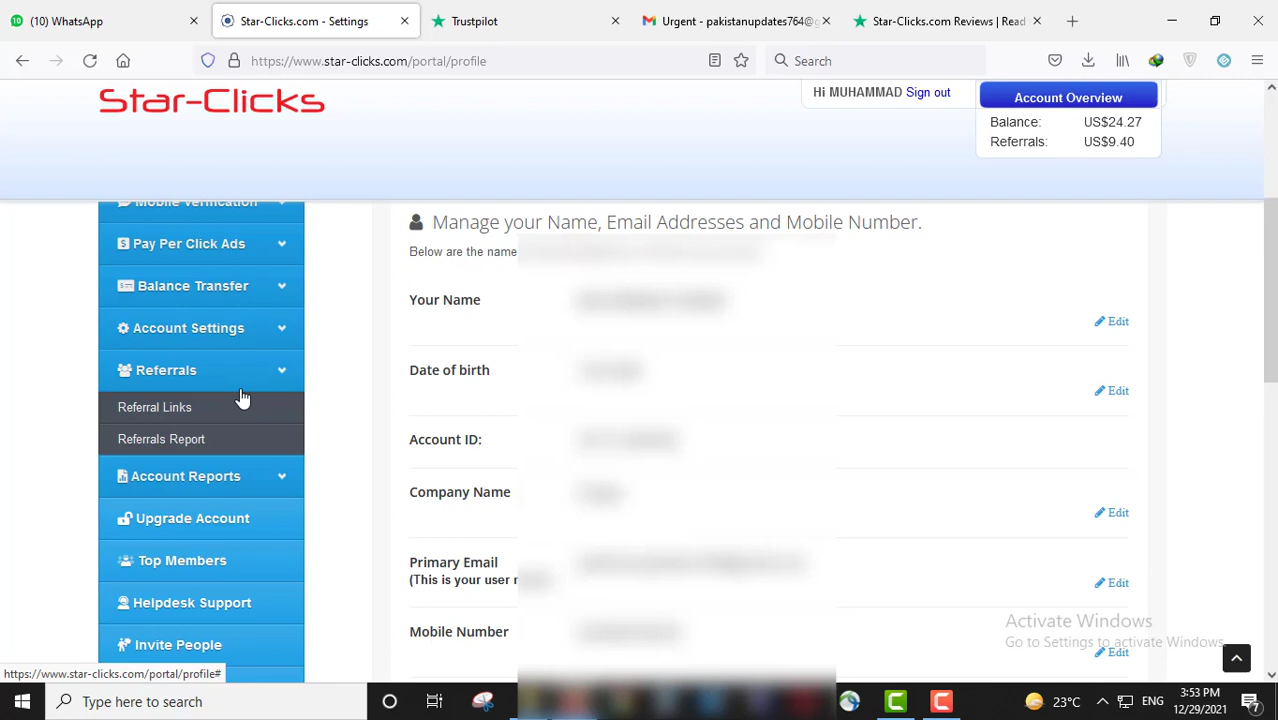 (10) WhatsApp
Star-Clicks.com - Settings
Trustpilot
Urgent - pakistanupdates764@g
Star-Clicks.com Reviews | Read
https://www.star-clicks.com/portal/profile
Search
Star-Clicks
Hi MUHAMMAD Sign out
Account Overview
Balance: US$24.27
Referrals: US$9.40
Mobile Verification
Pay Per Click Ads
Balance Transfer
Account Settings
Referrals
Referral Links
Referrals Report
Account Reports
Upgrade Account
Top Members
Helpdesk Support
Invite People
Manage your Name, Email Addresses and Mobile Number.
Below are the name
Your Name
Edit
Date of birth
Edit
Account ID:
Company Name
Edit
Primary Email
(This is your user
Edit
Mobile Number
Edit
Activate Windows
Go to Settings to activate Windows.
https://www.star-clicks.com/portal/profile#
Type here to search
23°C
ENG
3:53 PM
12/29/2021
7